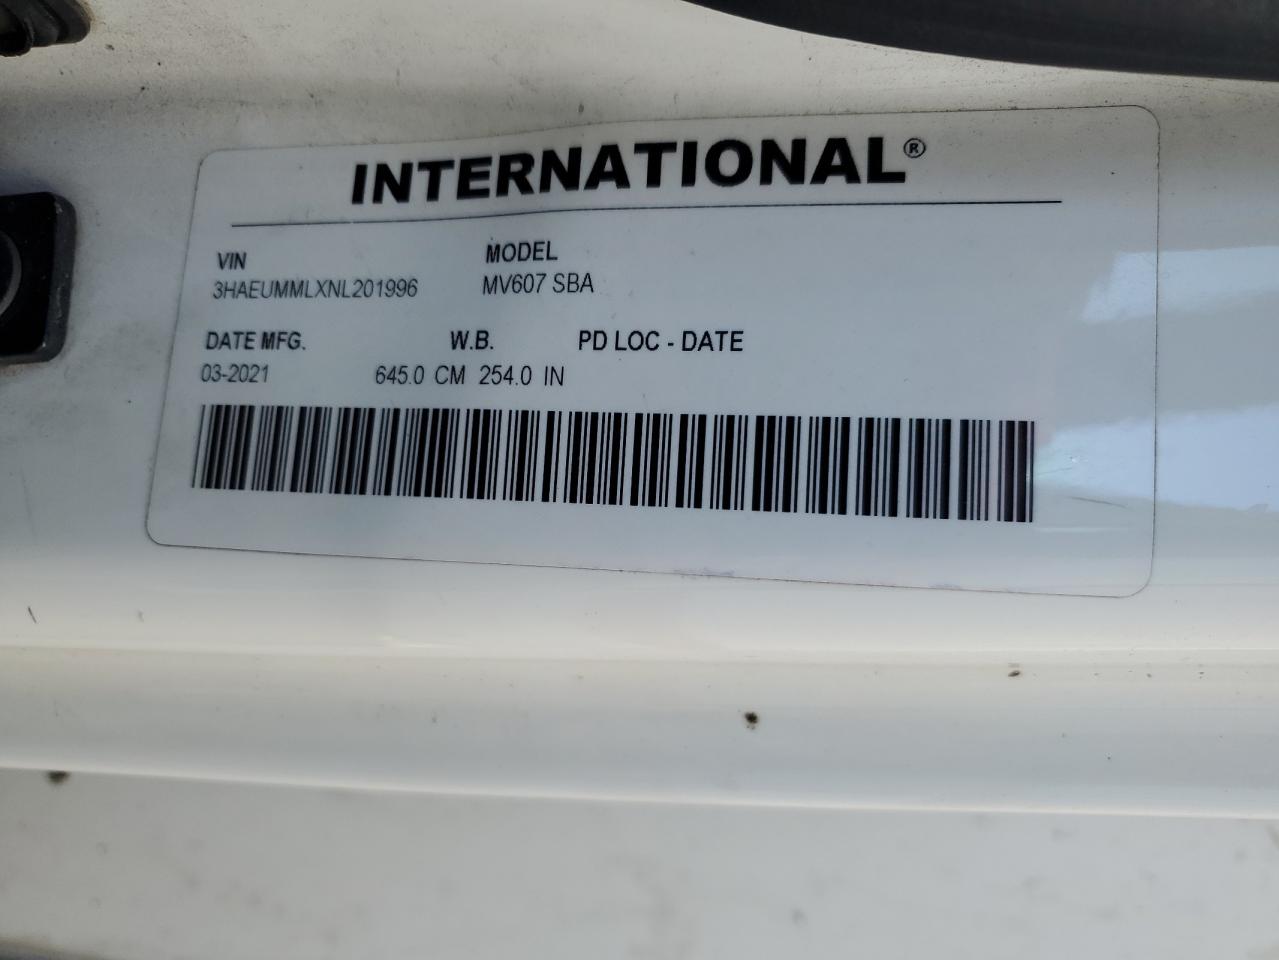 INTERNATIONAL®
VIN MODEL
3HAEUMMLXNL201996 MV607 SBA
DATE MFG. W.B. PD LOC - DATE
03-2021 645.0 CM 254.0 IN